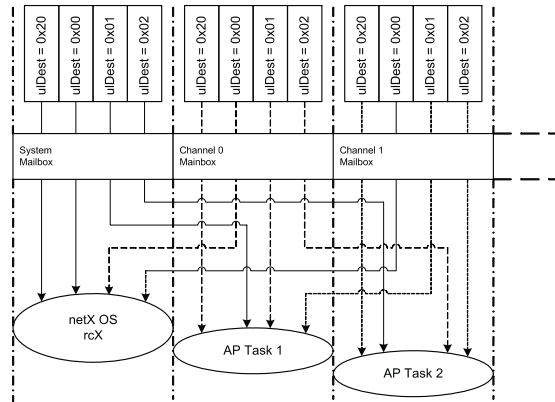 ulDest = 0x20
ulDest = 0x00
ulDest = 0x01
ulDest = 0x02
ulDest = 0x20
ulDest = 0x00
ulDest = 0x01
ulDest = 0x02
ulDest = 0x20
ulDest = 0x00
ulDest = 0x01
ulDest = 0x02
System
Mailbox
Channel 0
Mainbox
Channel 1
Mailbox
netX OS
rcX
AP Task 1
AP Task 2